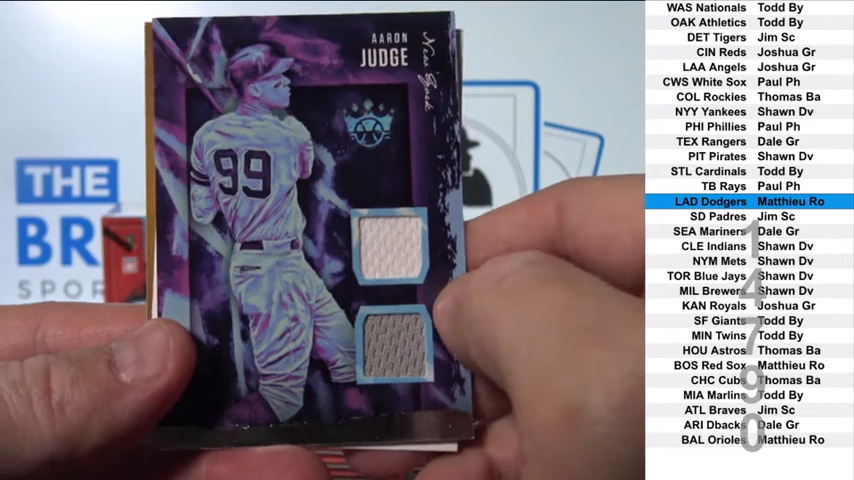 AARON
JUDGE
New York
99
THE
BR
SPOR
WAS Nationals Todd By
OAK Athletics Todd By
DET Tigers Jim Sc
CIN Reds Joshua Gr
LAA Angels Joshua Gr
CWS White Sox Paul Ph
COL Rockies Thomas Ba
NYY Yankees Shawn Dv
PHI Phillies Paul Ph
TEX Rangers Dale Gr
PIT Pirates Shawn Dv
STL Cardinals Todd By
TB Rays Paul Ph
LAD Dodgers Matthieu Ro
SD Padres Jim Sc
SEA Mariners Dale Gr
CLE Indians Shawn Dv
NYM Mets Shawn Dv
TOR Blue Jays Shawn Dv
MIL Brewers Shawn Dv
KAN Royals Joshua Gr
SF Giants Todd By
MIN Twins Todd By
HOU Astros Thomas Ba
BOS Red Sox Matthieu Ro
CHC Cubs Thomas Ba
MIA Marlins Todd By
ATL Braves Jim Sc
ARI Dbacks Dale Gr
BAL Orioles Matthieu Ro
1
4
7
9
0